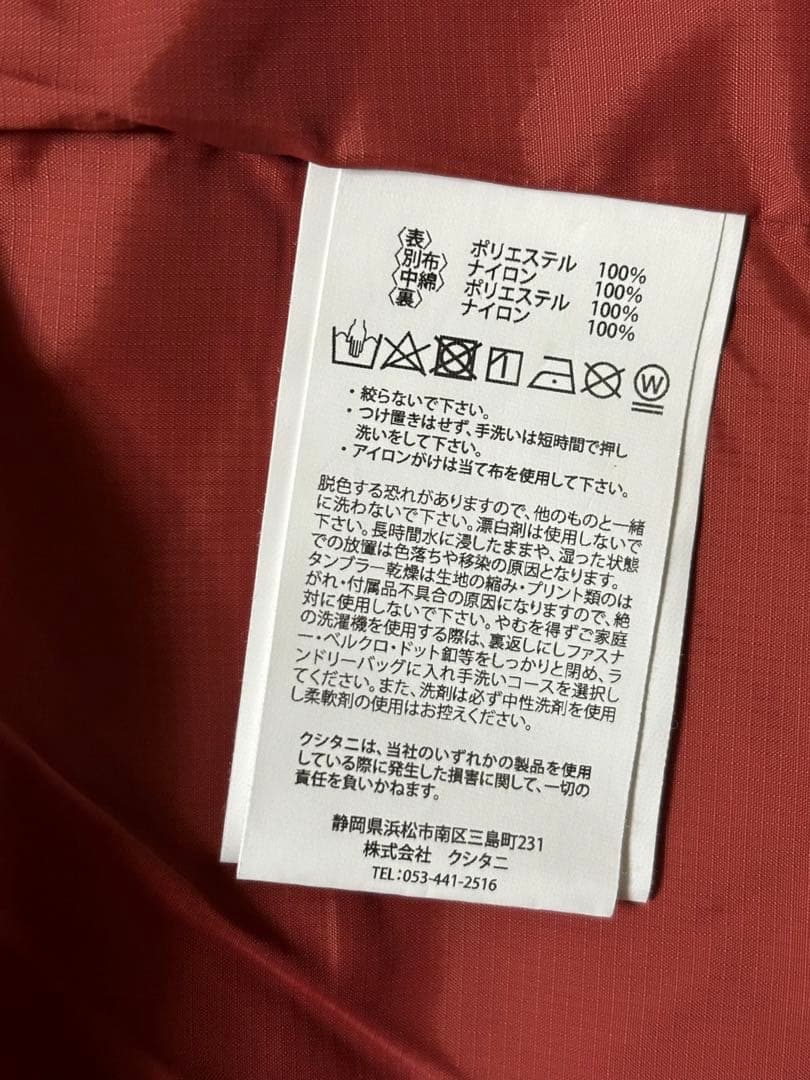 〈表〉 ポリエステル 100%
〈別布〉 ナイロン 100%
〈中綿〉 ポリエステル 100%
〈裏〉 ナイロン 100%
W
・絞らないで下さい。
・つけ置きはせず、手洗いは短時間で押し
洗いをして下さい。
・アイロンがけは当て布を使用して下さい。
脱色する恐れがありますので、他のものと一緒
に洗わないで下さい。漂白剤は使用しないで
下さい。長時間水に浸したままや、湿った状態
での放置は色落ちや移染の原因となります。
タンブラー乾燥は生地の縮み・プリント類のは
がれ・付属品不具合の原因になりますので、絶
対に使用しないで下さい。やむを得ずご家庭
の洗濯機を使用する際は、裏返しにしファスナ
ー・ベルクロ・ドット釦等をしっかりと閉め、ラ
ンドリーバッグに入れ手洗いコースを選択し
てください。また、洗剤は必ず中性洗剤を使用
し柔軟剤の使用はお控えください。
クシタニは、当社のいずれかの製品を使用
している際に発生した損害に関して、一切の
責任を負いかねます。
静岡県浜松市南区三島町231
株式会社 クシタニ
TEL:053-441-2516